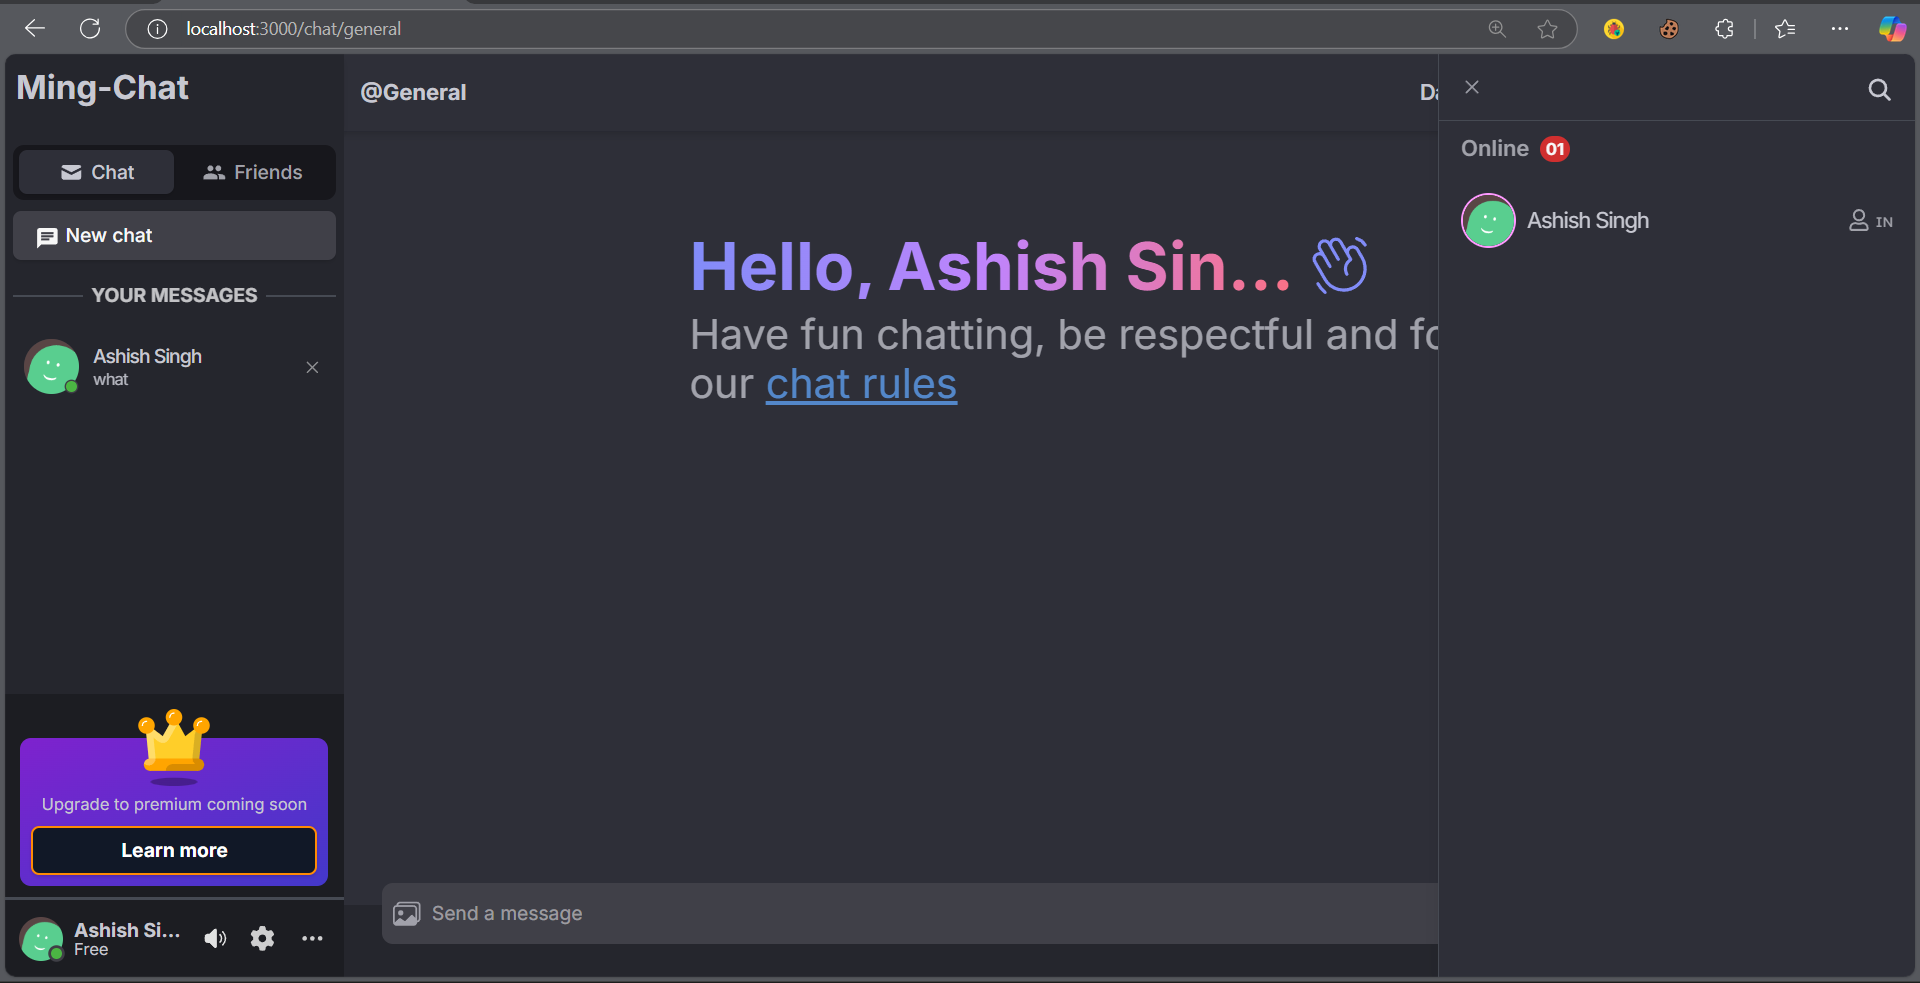 localhost:3000/chat/general
Ming-Chat
Chat
Friends
New chat
YOUR MESSAGES
Ashish Singh
what
Upgrade to premium coming soon
Learn more
Ashish Si...
Free
@General
Da
Hello, Ashish Sin...
Have fun chatting, be respectful and fo
our chat rules
Send a message
Online 01
Ashish Singh
IN